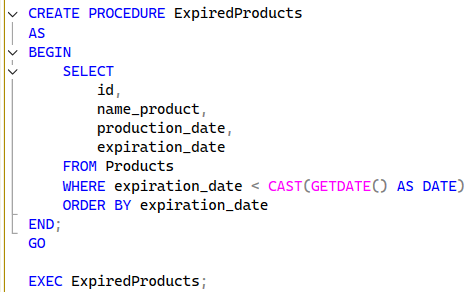 CREATE PROCEDURE ExpiredProducts
AS
BEGIN
    SELECT
        id,
        name_product,
        production_date,
        expiration_date
    FROM Products
    WHERE expiration_date < CAST(GETDATE() AS DATE)
    ORDER BY expiration_date
END;
GO

EXEC ExpiredProducts;